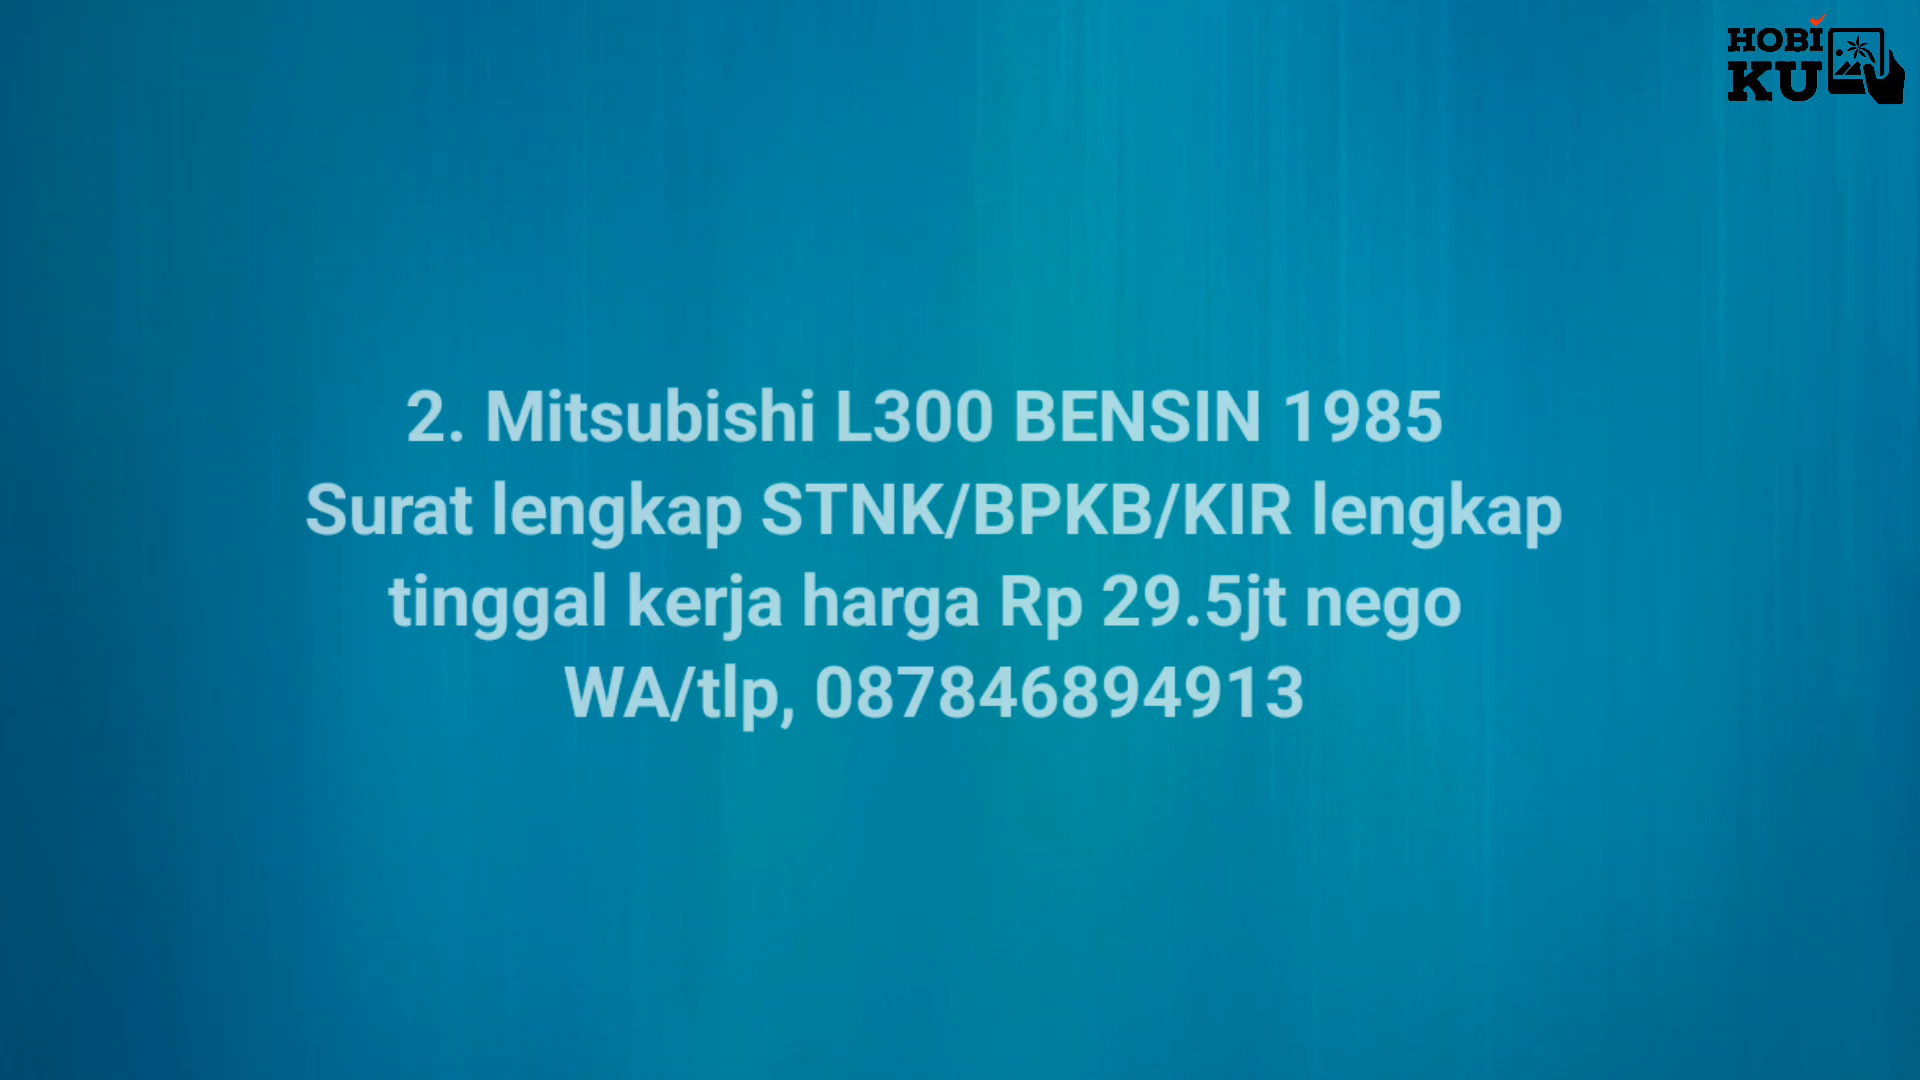 HOBI
KU
2. Mitsubishi L300 BENSIN 1985
Surat lengkap STNK/BPKB/KIR lengkap
tinggal kerja harga Rp 29.5jt nego
WA/tlp, 087846894913